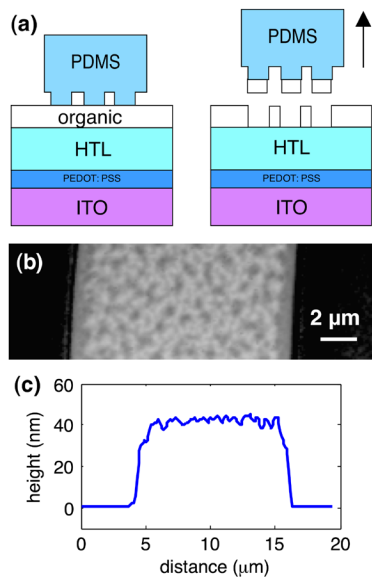 (a)
PDMS
PDMS
organic
HTL
HTL
PEDOT: PSS
PEDOT: PSS
ITO
ITO
(b)
2 µm
(c)
60
40
20
0
height (nm)
0
5
10
15
20
distance (µm)